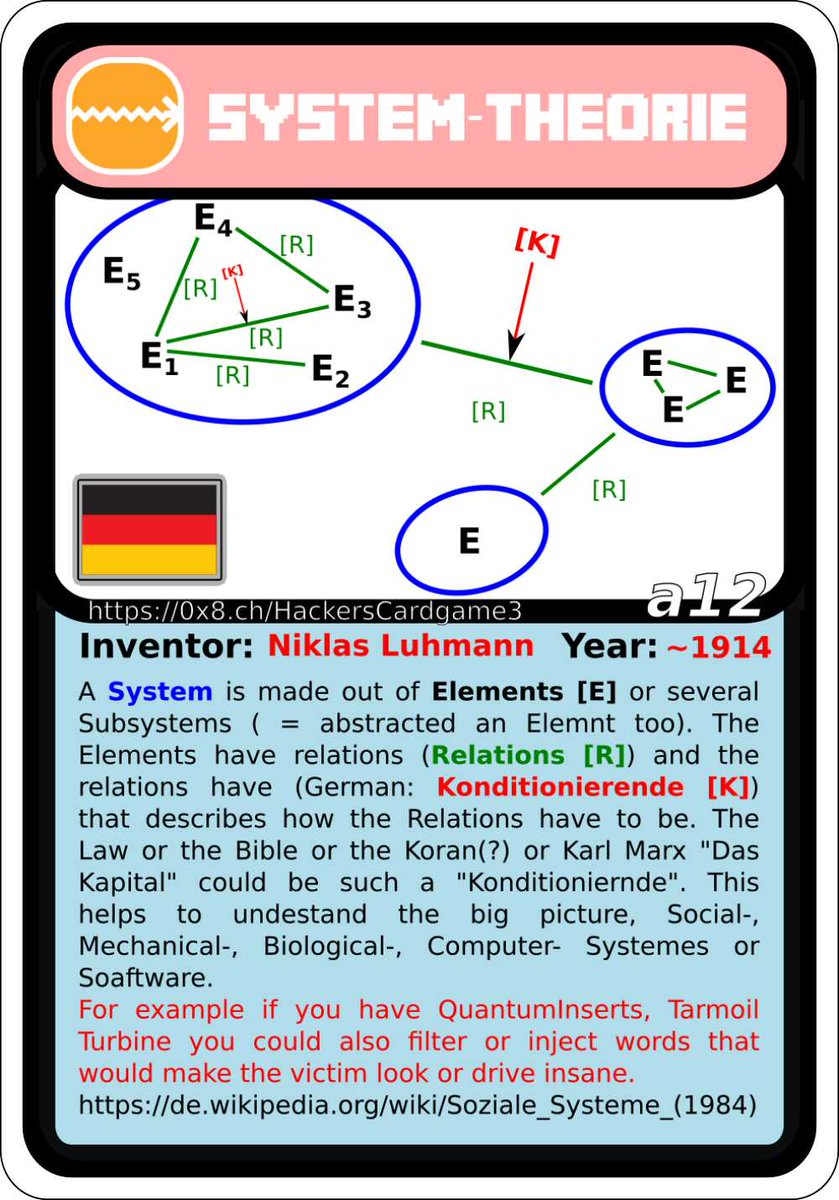 SYSTEM-THEORIE
E4
[R]
[K]
E5
[R]
[K]
E3
[R]
E1
E2
[R]
[R]
E
E
E
[R]
E
a12
https://0x8.ch/HackersCardgame3
Inventor: Niklas Luhmann Year: ~1914
A System is made out of Elements [E] or several
Subsystems ( = abstracted an Elemnt too). The
Elements have relations (Relations [R]) and the
relations have (German: Konditionierende [K])
that describes how the Relations have to be. The
Law or the Bible or the Koran(?) or Karl Marx "Das
Kapital" could be such a "Konditioniernde". This
helps to undestand the big picture, Social-,
Mechanical-, Biological-, Computer- Systemes or
Soaftware.
For example if you have QuantumInserts, Tarmoil
Turbine you could also filter or inject words that
would make the victim look or drive insane.
https://de.wikipedia.org/wiki/Soziale_Systeme_(1984)